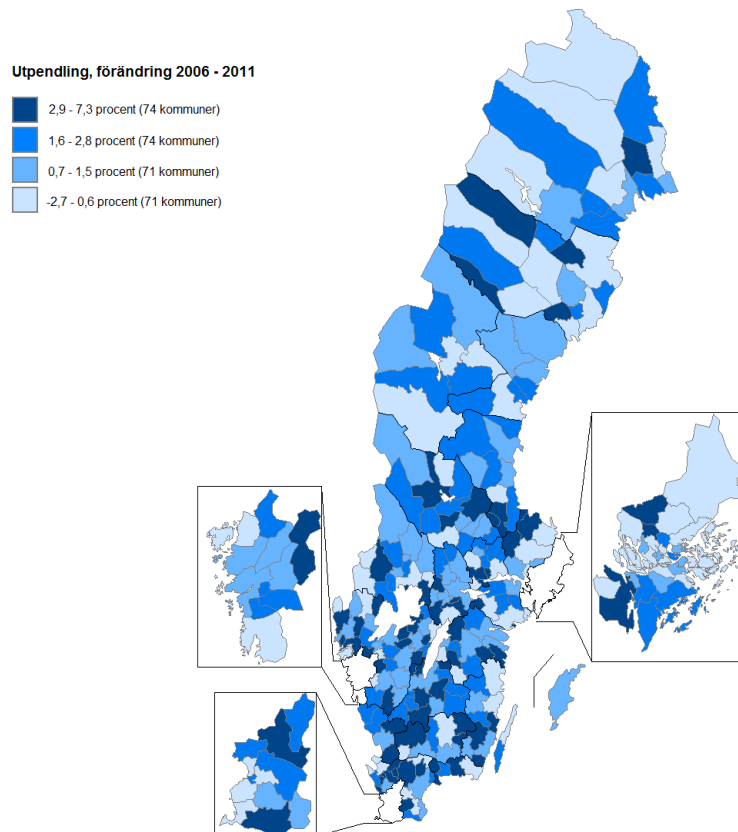 Utpendling, förändring 2006 - 2011
2,9 - 7,3 procent (74 kommuner)
1,6 - 2,8 procent (74 kommuner)
0,7 - 1,5 procent (71 kommuner)
-2,7 - 0,6 procent (71 kommuner)